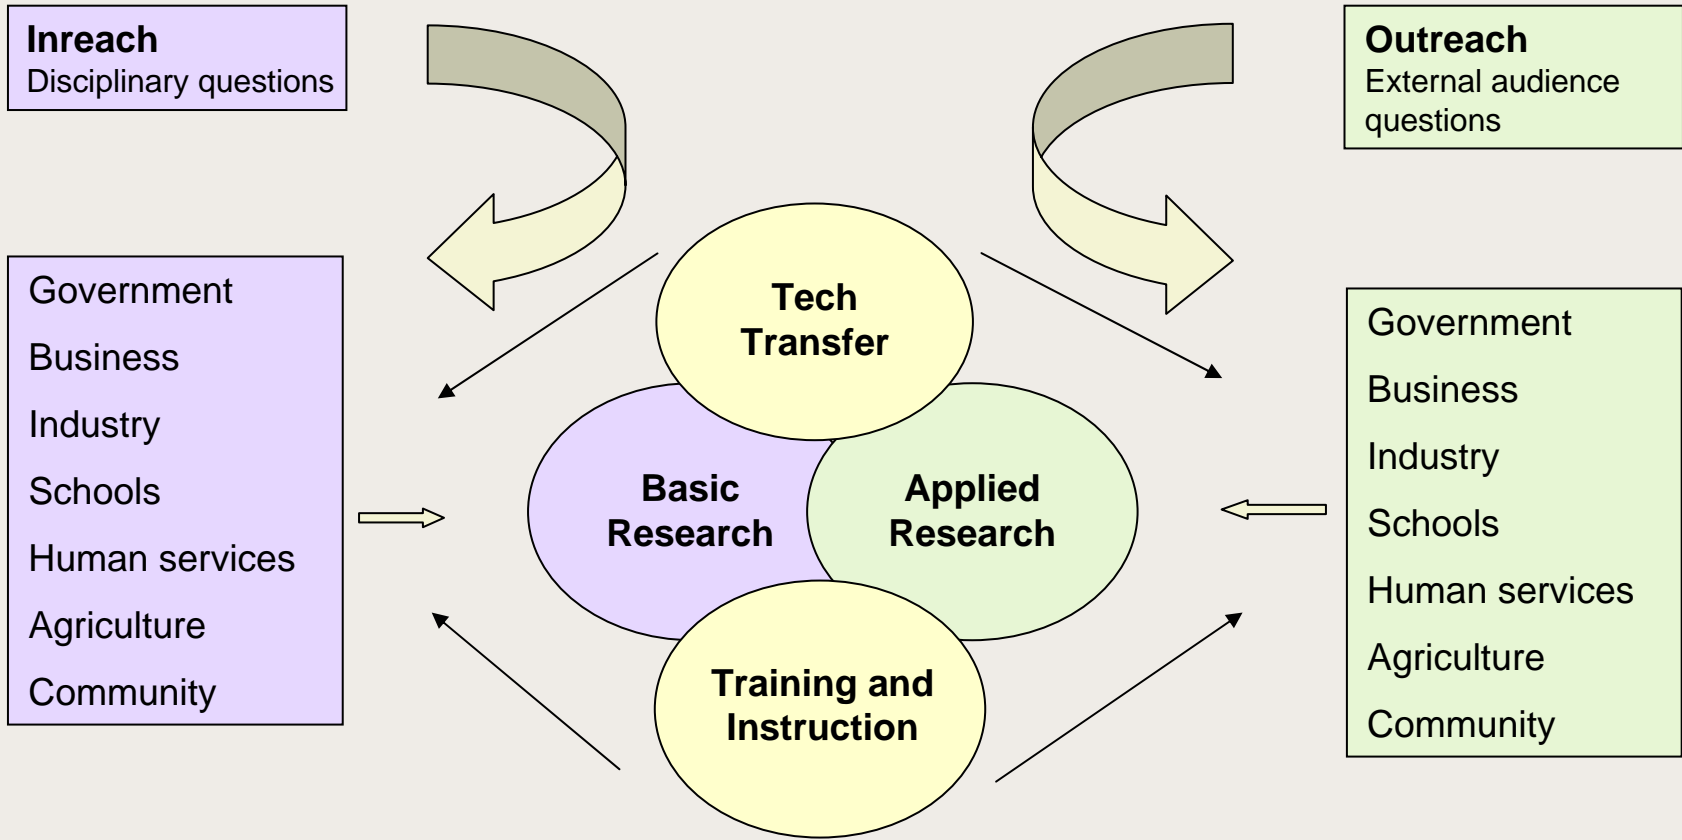 Inreach
Disciplinary questions
Outreach
External audience
questions
Government
Business
Industry
Schools
Human services
Agriculture
Community
Tech
Transfer
Basic
Research
Applied
Research
Training and
Instruction
Government
Business
Industry
Schools
Human services
Agriculture
Community